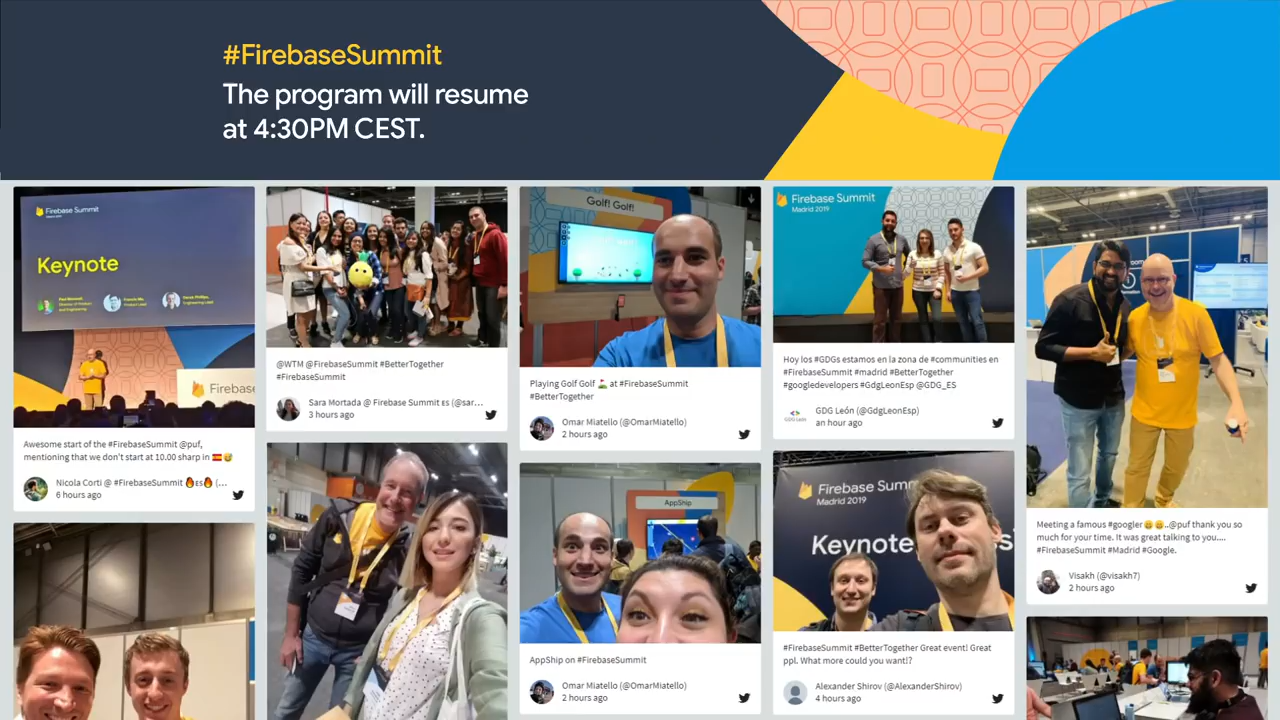 #FirebaseSummit
The program will resume
at 4:30PM CEST.
Firebase Summit
Keynote
Firebase
Awesome start of the #FirebaseSummit @puf,
mentioning that we don't start at 10.00 sharp in 🇪🇸😅
Nicola Corti @ #FirebaseSummit 🔥ES🔥 (...
6 hours ago
@WTM @FirebaseSummit #BetterTogether
#FirebaseSummit
Sara Mortada @ Firebase Summit ES (@sar...
3 hours ago
Golf! Golf!
Playing Golf Golf ⛳ at #FirebaseSummit
#BetterTogether
Omar Miatello (@OmarMiatello)
2 hours ago
AppShip
AppShip on #FirebaseSummit
Omar Miatello (@OmarMiatello)
2 hours ago
Firebase Summit
Madrid 2019
Hoy los #GDGs estamos en la zona de #communities en
#FirebaseSummit #madrid #BetterTogether
#googledevelopers #GdgLeonEsp @GDG_ES
GDG León
GDG León (@GdgLeonEsp)
an hour ago
Firebase Summ
Madrid 2019
Keynote
#FirebaseSummit #BetterTogether Great event! Great
ppl. What more could you want!?
Alexander Shirov (@AlexanderShirov)
4 hours ago
Meeting a famous #googler😄😄..@puf thank you so
much for your time. It was great talking to you....
#FirebaseSummit #Madrid #Google.
Visakh (@visakh7)
2 hours ago